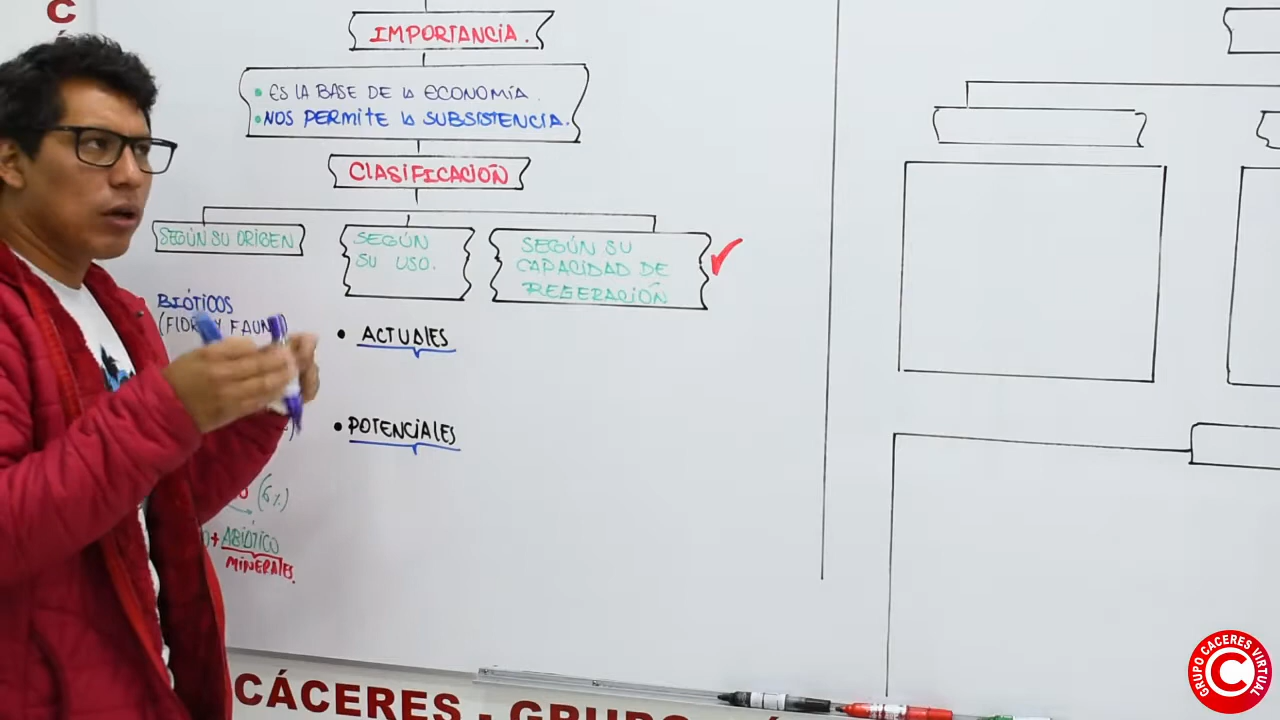 C
IMPORTANCIA.
• ES LA BASE DE LA ECONOMÍA.
• NOS PERMITE LA SUBSISTENCIA.
CLASIFICACIÓN
SEGÚN SU ORIGEN
SEGÚN
SU USO.
SEGÚN SU
CAPACIDAD DE
REGERACIÓN
BIÓTICOS
• ACTUALES
• POTENCIALES
(6%)
+ ABIÓTICO
MINERALES.
CÁCERES - GRUPO
GRUPO CACERES VIRTUAL
C